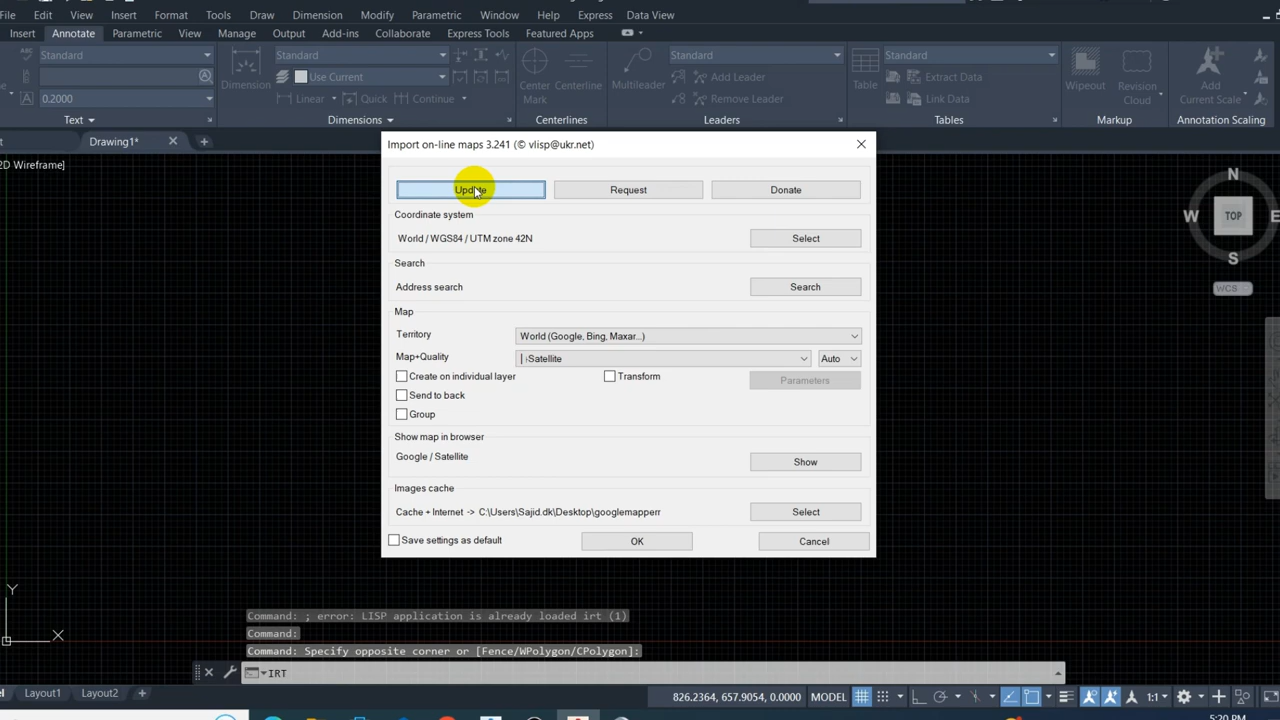 File Edit View Insert Format Tools Draw Dimension Modify Parametric Window Help Express Data View
Insert Annotate Parametric View Manage Output Add-ins Collaborate Express Tools Featured Apps
Standard Standard Standard Standard
Dimension Use Current Center Mark Centerline Multileader Add Leader Table Extract Data Wipeout Revision Cloud Add Current Scale
0.2000 Linear Quick Continue Remove Leader Link Data
Text Dimensions Centerlines Leaders Tables Markup Annotation Scaling
Drawing1*
2D Wireframe]
Import on-line maps 3.241 (© vlisp@ukr.net)
Update Request Donate
Coordinate system
World / WGS84 / UTM zone 42N Select
Search
Address search Search
Map
Territory World (Google, Bing, Maxar...)
Map+Quality Satellite Auto
Create on individual layer Transform Parameters
Send to back
Group
Show map in browser
Google / Satellite Show
Images cache
Cache + Internet -> C:\Users\Sajid.dk\Desktop\googlemapperr Select
Save settings as default OK Cancel
N
W TOP E
S
WCS
Y
X
Command: ; error: LISP application is already loaded irt (1)
Command:
Command: Specify opposite corner or [Fence/WPolygon/CPolygon]:
IRT
Layout1 Layout2 826.2364, 657.9054, 0.0000 MODEL 1:1
5:20 PM